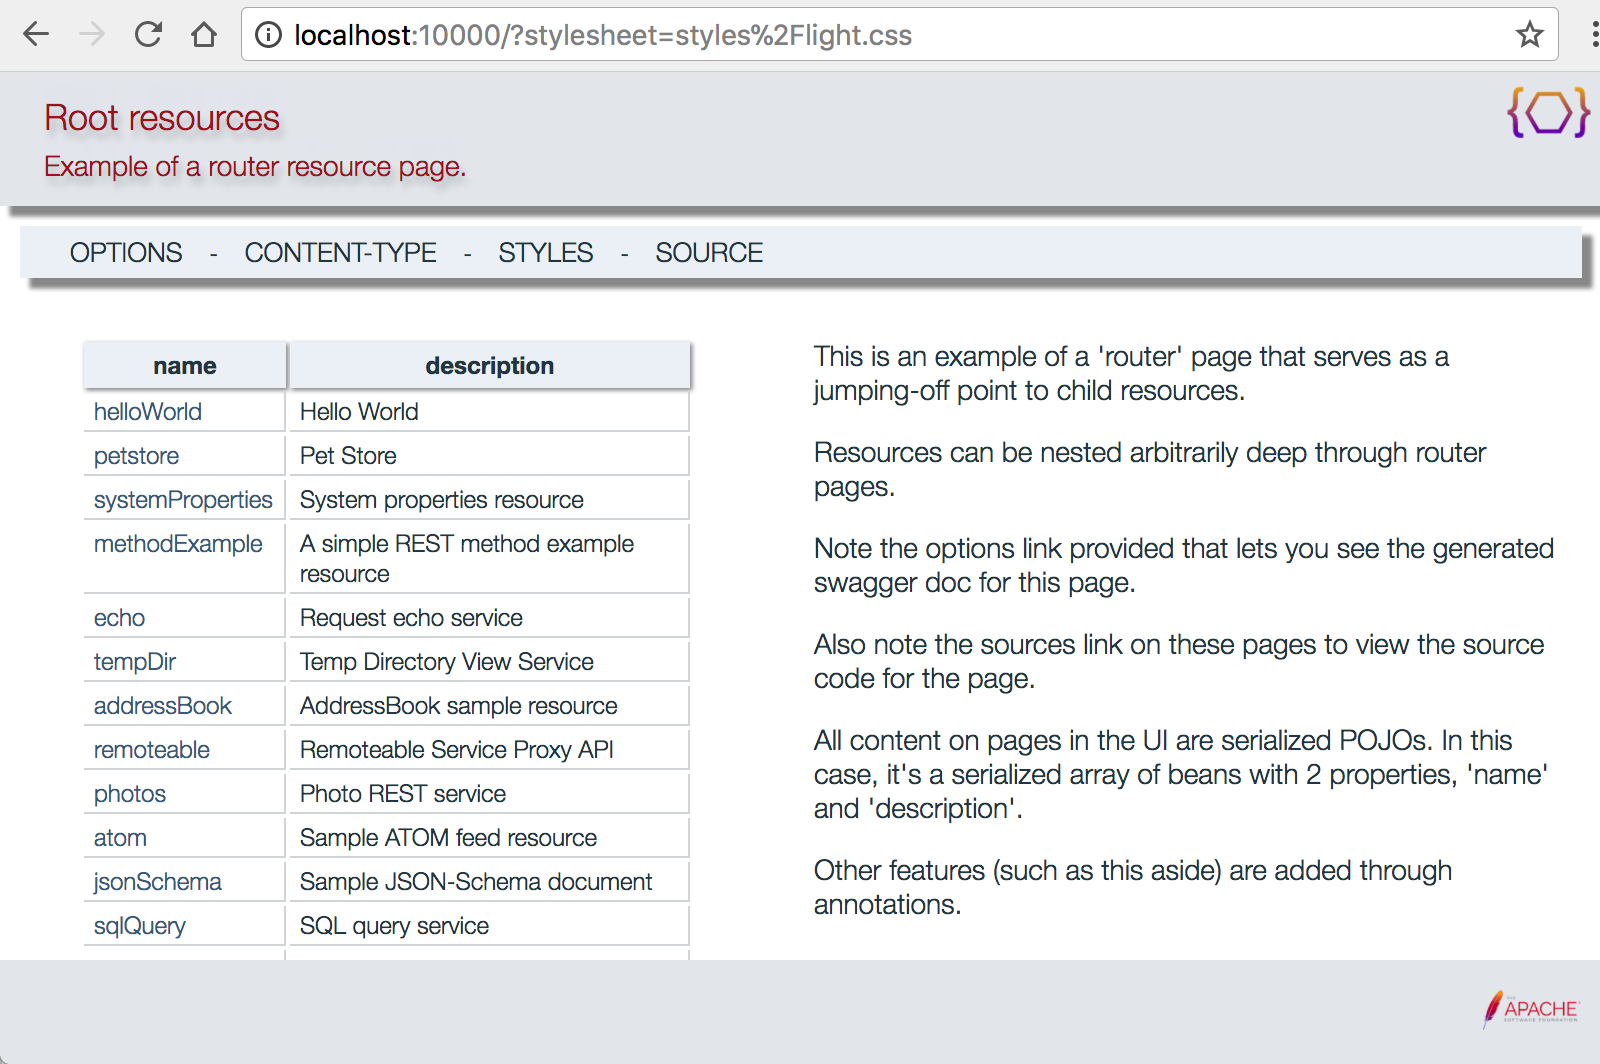 localhost:10000/?stylesheet=styles%2Flight.css
Root resources
Example of a router resource page.
OPTIONS - CONTENT-TYPE - STYLES - SOURCE
name description
helloWorld Hello World
petstore Pet Store
systemProperties System properties resource
methodExample A simple REST method example
resource
echo Request echo service
tempDir Temp Directory View Service
addressBook AddressBook sample resource
remoteable Remoteable Service Proxy API
photos Photo REST service
atom Sample ATOM feed resource
jsonSchema Sample JSON-Schema document
sqlQuery SQL query service
This is an example of a 'router' page that serves as a
jumping-off point to child resources.
Resources can be nested arbitrarily deep through router
pages.
Note the options link provided that lets you see the generated
swagger doc for this page.
Also note the sources link on these pages to view the source
code for the page.
All content on pages in the UI are serialized POJOs. In this
case, it's a serialized array of beans with 2 properties, 'name'
and 'description'.
Other features (such as this aside) are added through
annotations.
THE
APACHE
SOFTWARE FOUNDATION